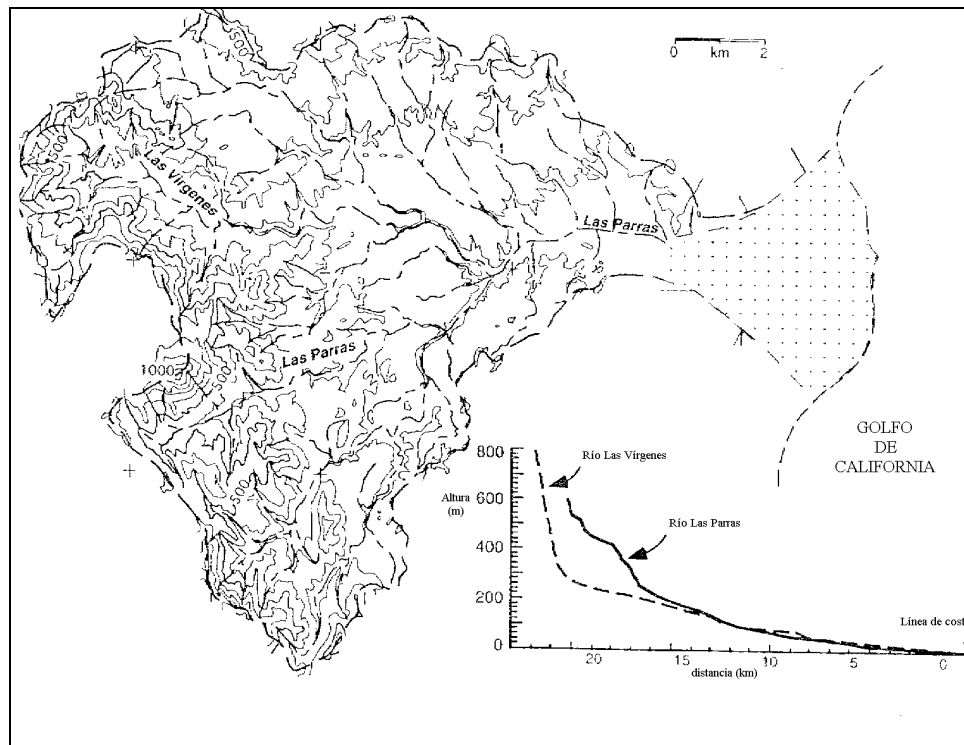 0 km 2
500
500
Las Vírgenes
Las Parras
1000
500
Las Parras
500
GOLFO
DE
CALIFORNIA
800
600
400
200
0
Altura
(m)
Río Las Vírgenes
Río Las Parras
Línea de cost
20 15 10 5 0
distancia (km)